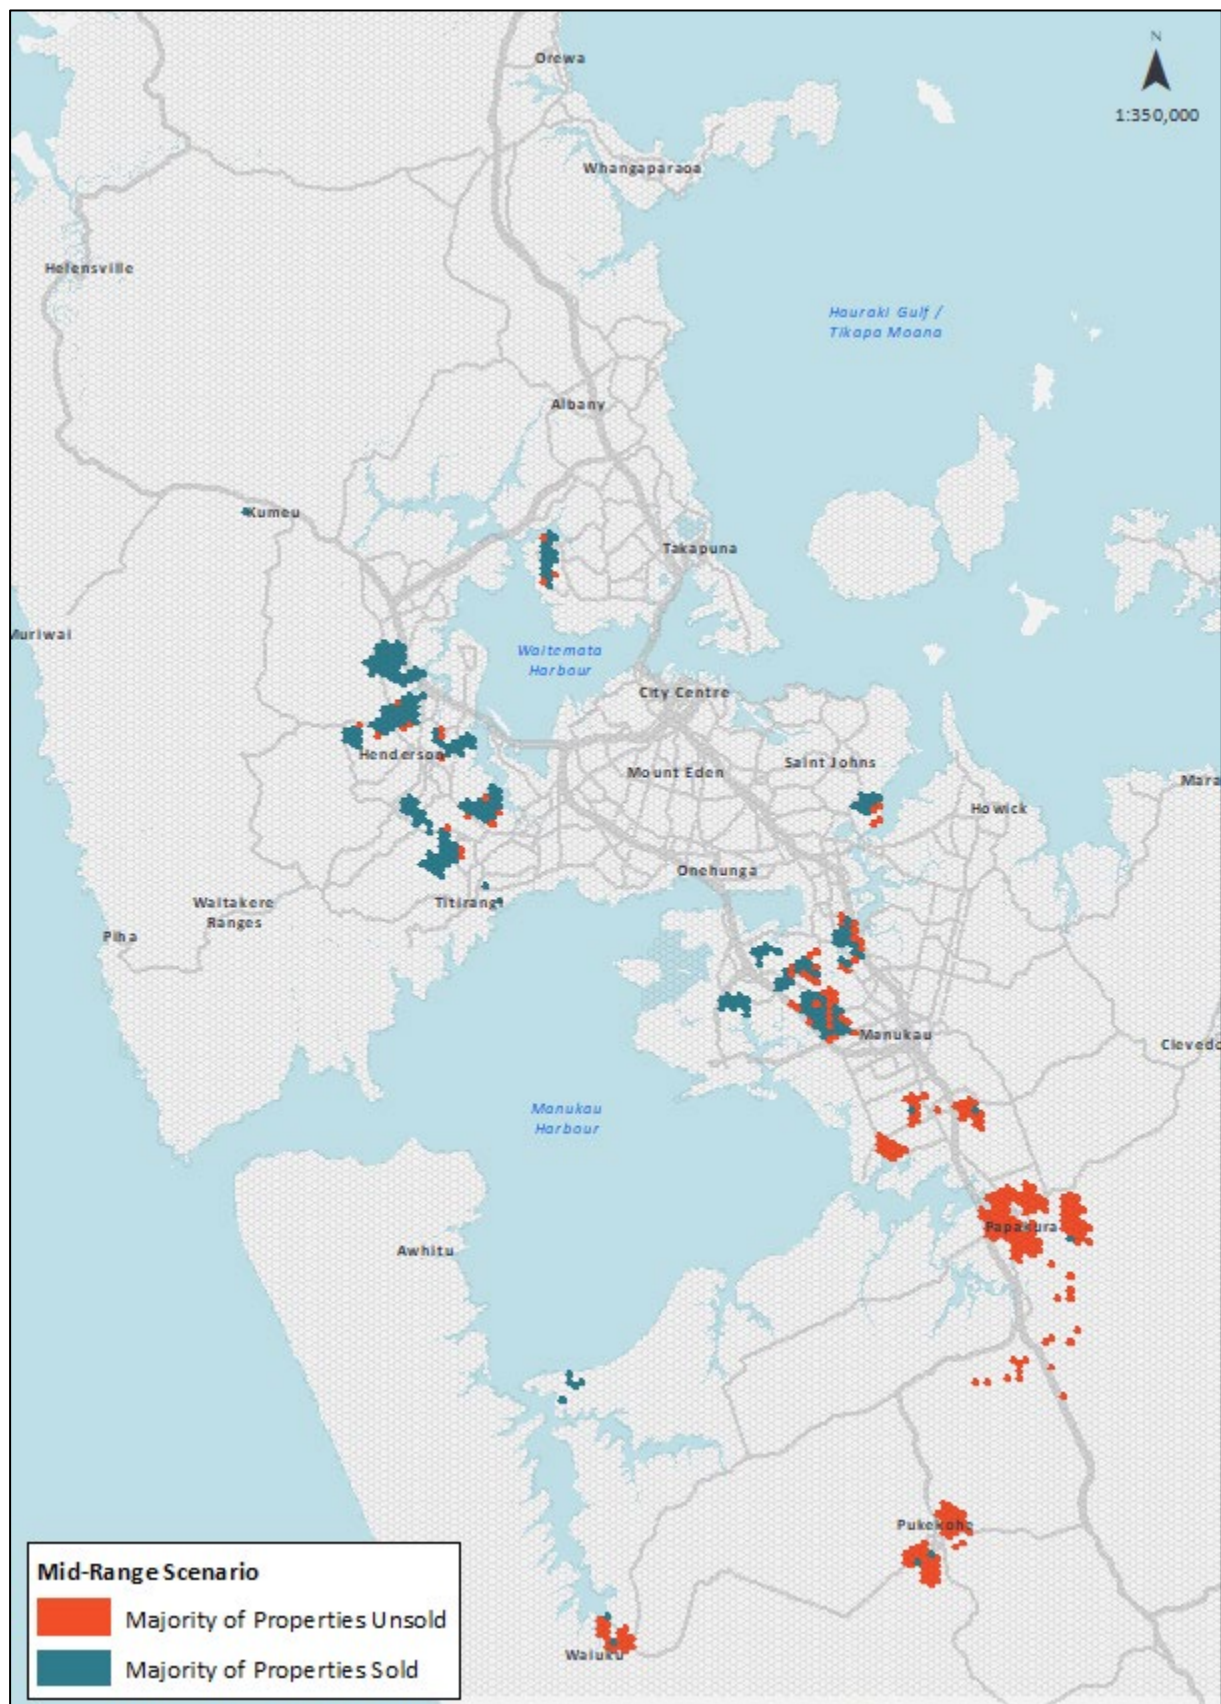 N
1:350,000
Orewa
Whangaparaoa
Helensville
Hauraki Gulf /
Tikapa Moana
Albany
Kumeu
Takapuna
Muriwai
Waitemata
Harbour
City Centre
Henderson
Mount Eden
Saint Johns
Mara
Howick
Onehunga
Waitakere
Ranges
Titirangi
Piha
Manukau
Clevedo
Manukau
Harbour
Papakura
Awhitu
Pukekohe
Waiuku
Mid-Range Scenario
Majority of Properties Unsold
Majority of Properties Sold